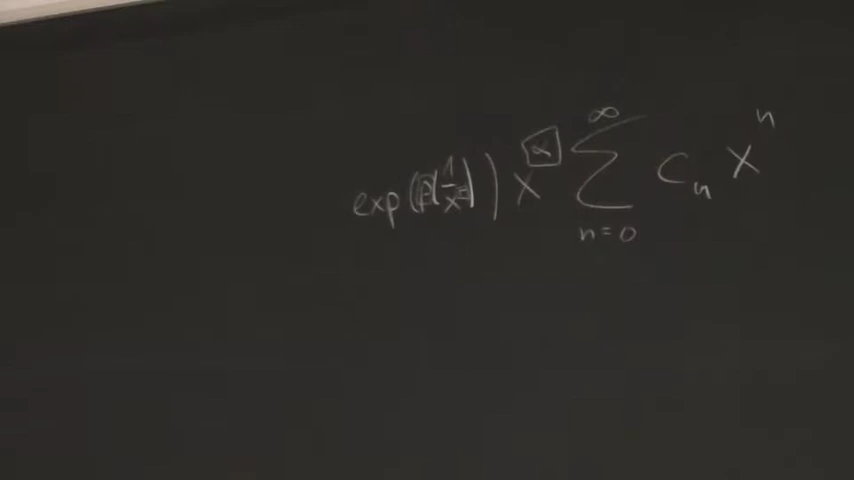 exp(P(1/x)) x^α ∑_{n=0}^{∞} C_n x^n